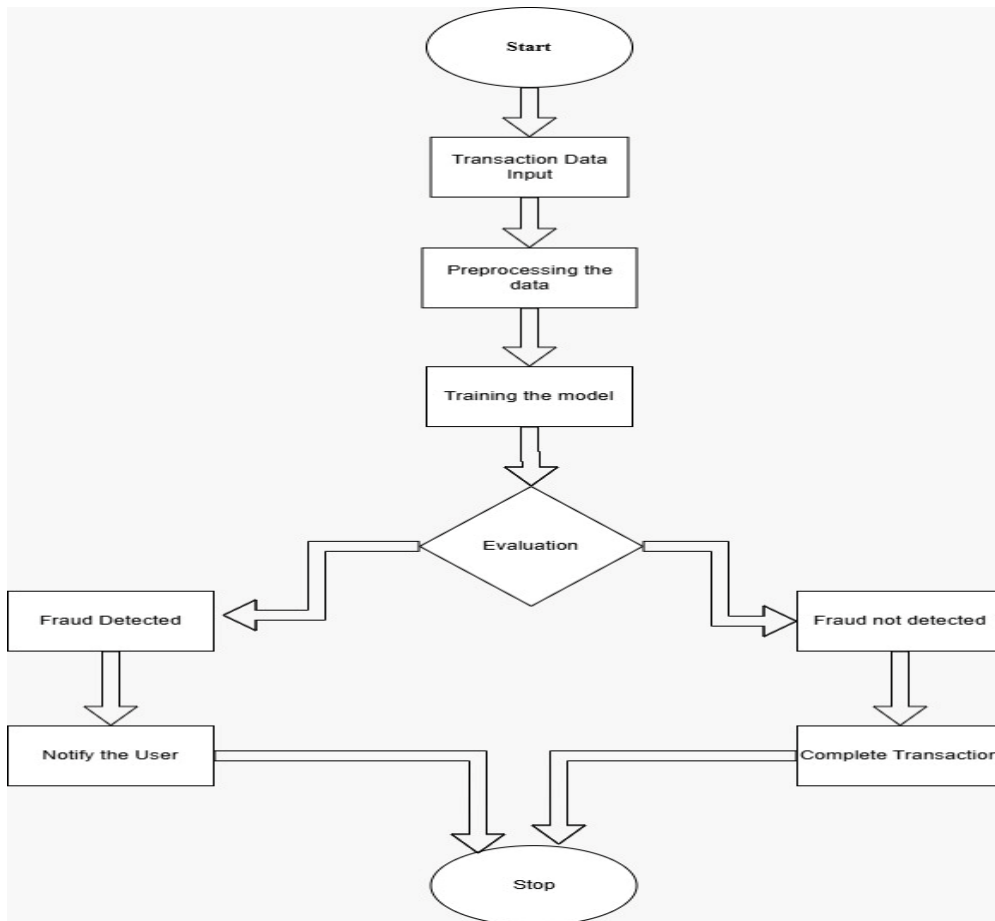 Start
Transaction Data
Input
Preprocessing the
data
Training the model
Evaluation
Fraud Detected
Fraud not detected
Notify the User
Complete Transaction
Stop